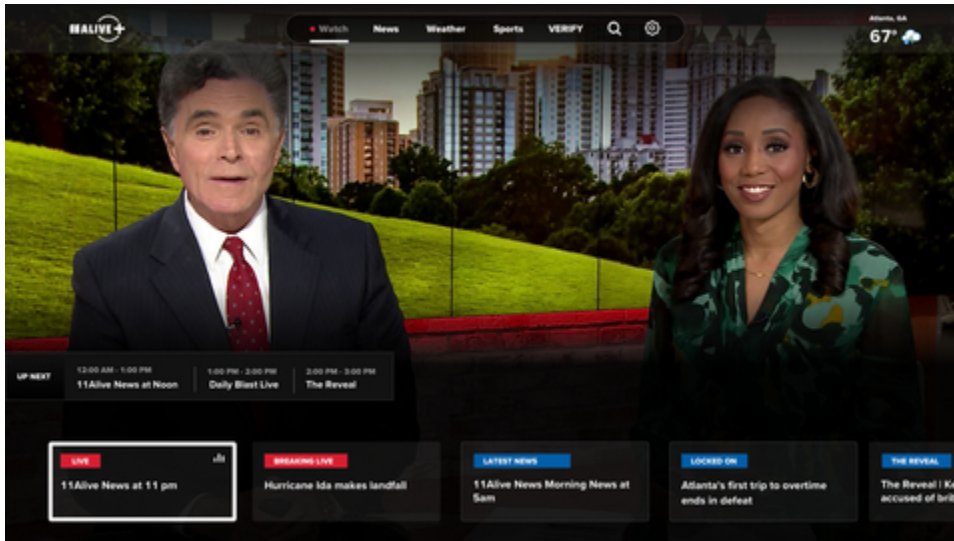 11ALIVE+
Watch News Weather Sports VERIFY
Atlanta, GA
67°
UP NEXT
12:00 AM - 1:00 PM
11Alive News at Noon
1:00 PM - 2:00 PM
Daily Blast Live
2:00 PM - 3:00 PM
The Reveal
LIVE
11Alive News at 11 pm
BREAKING LIVE
Hurricane Ida makes landfall
LATEST NEWS
11Alive News Morning News at
5am
LOCKED ON
Atlanta's first trip to overtime
ends in defeat
THE REVEAL
The Reveal |
accused of